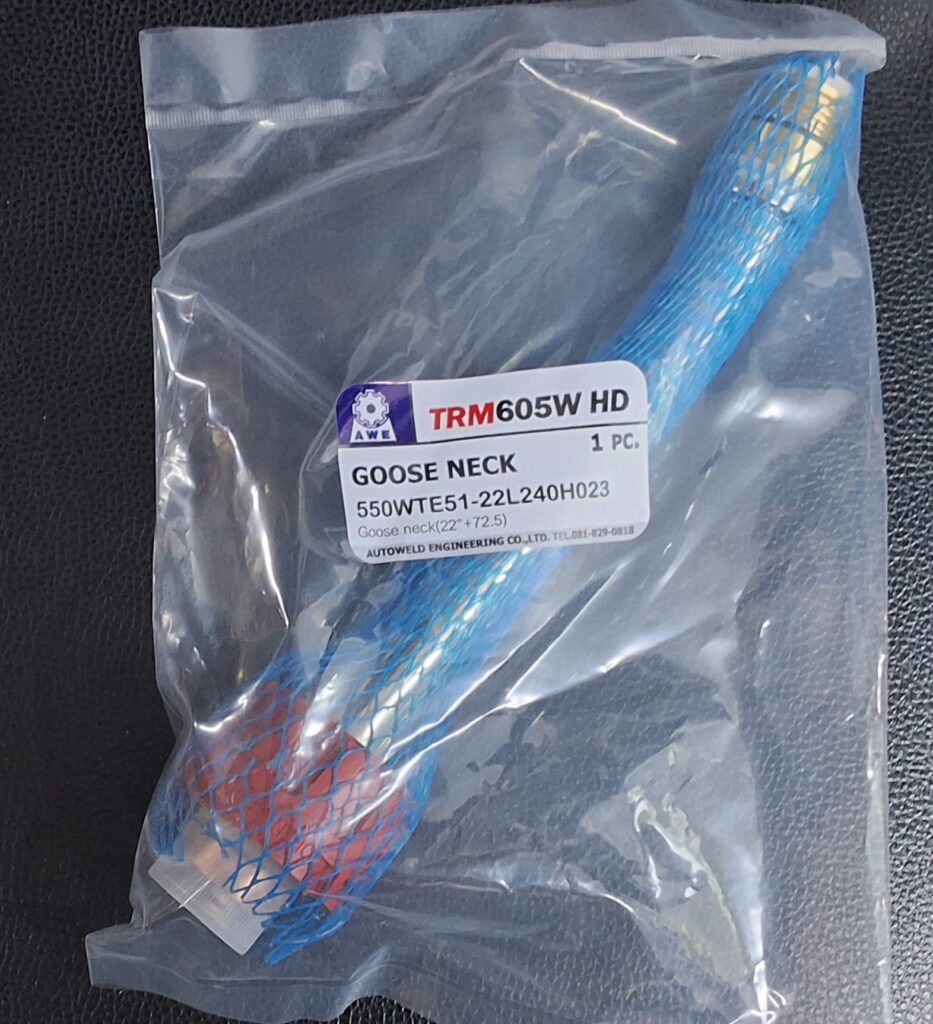 AWE
TRM605W HD
1 PC.
GOOSE NECK
550WTE51-22L240H023
Goose neck(22°+72.5)
AUTOWELD ENGINEERING CO.,LTD. TEL.081-829-0818